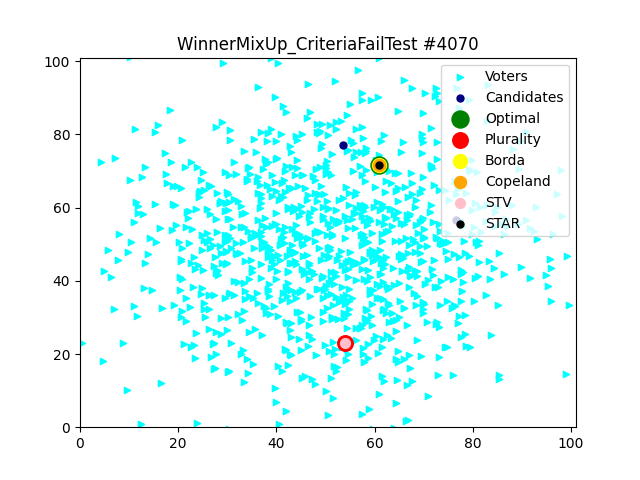 WinnerMixUp_CriteriaFailTest #4070
100
80
60
40
20
0
0
20
40
60
80
100
Voters
Candidates
Optimal
Plurality
Borda
Copeland
STV
STAR